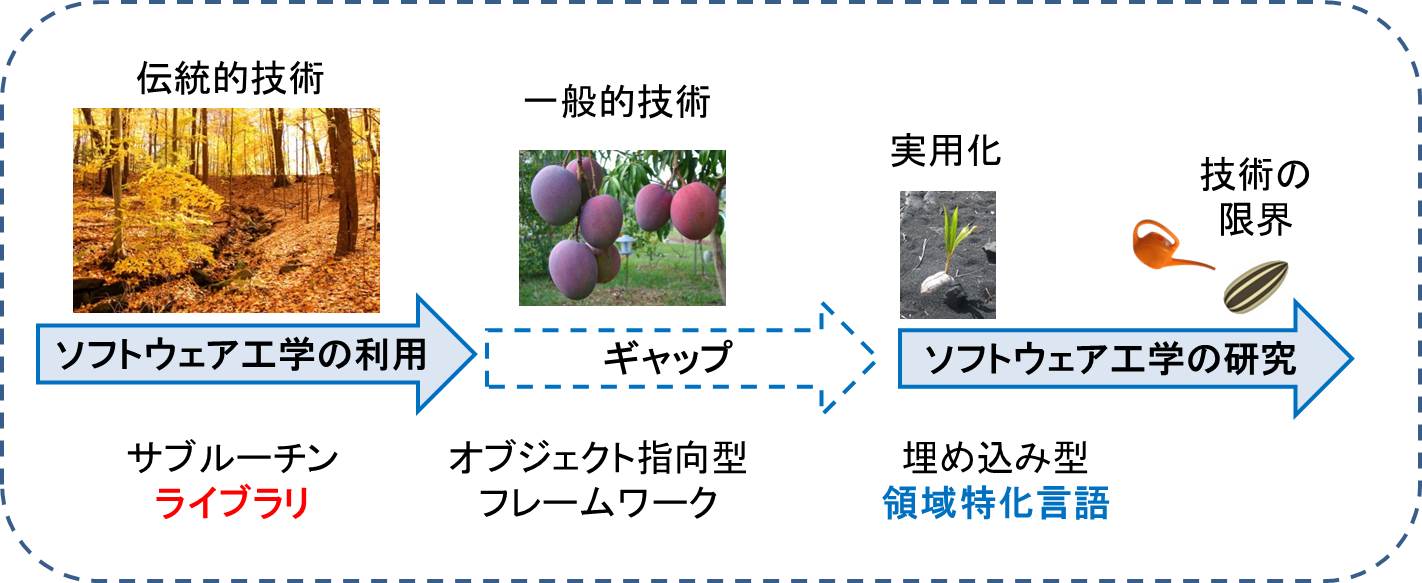 伝統的技術
一般的技術
実用化
技術の
限界
ソフトウェア工学の利用
ギャップ
ソフトウェア工学の研究
サブルーチン
ライブラリ
オブジェクト指向型
フレームワーク
埋め込み型
領域特化言語